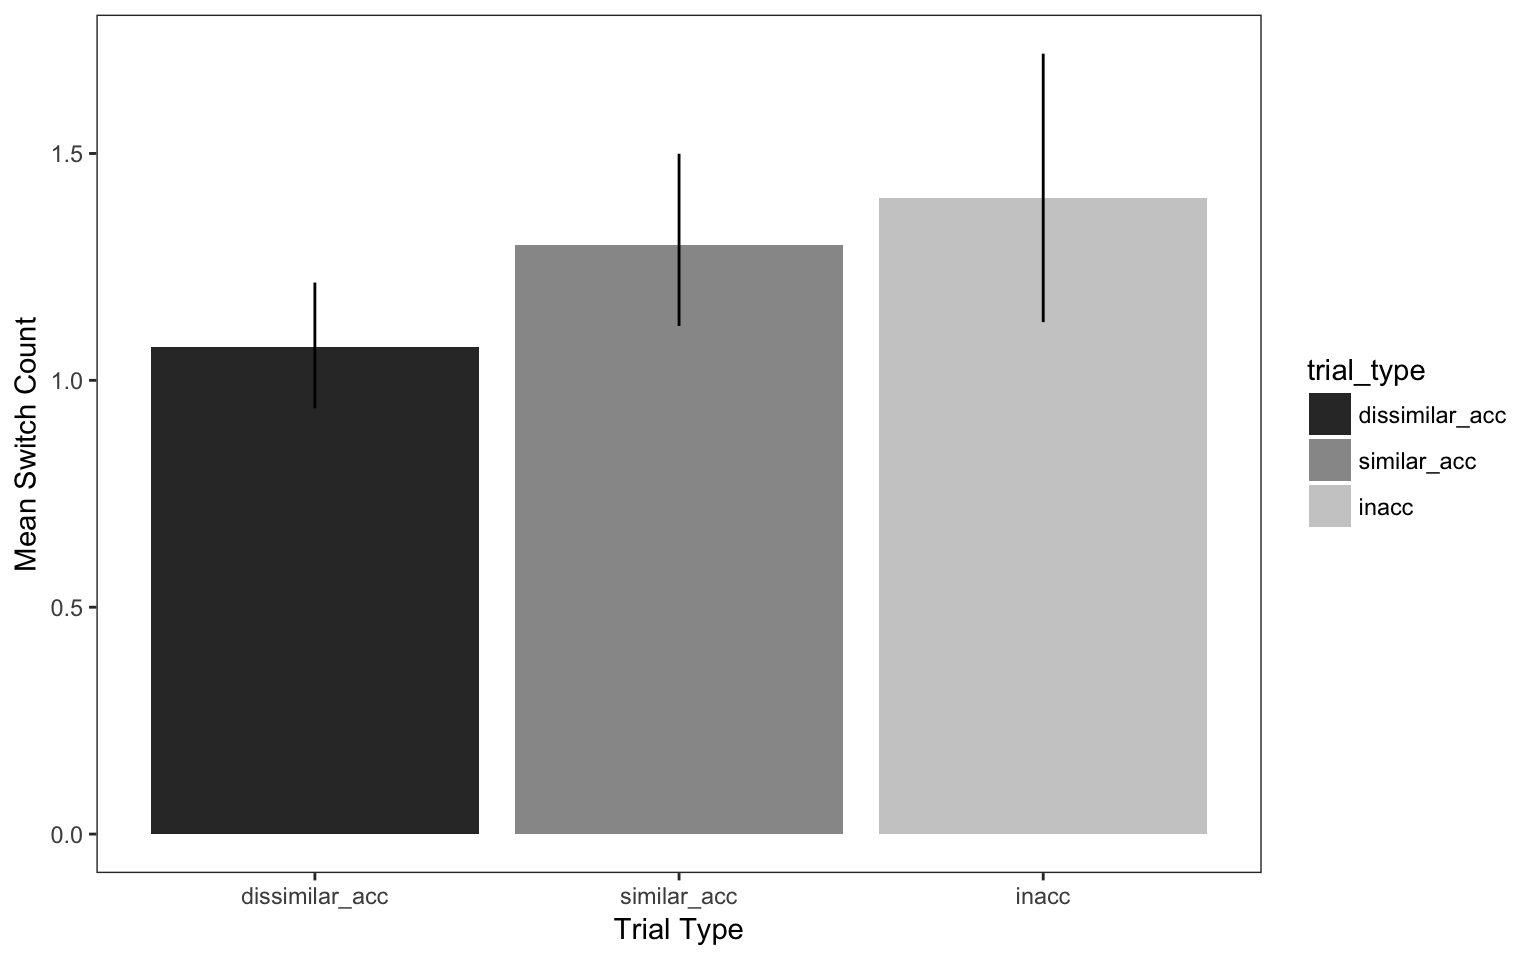 Mean Switch Count
1.5
1.0
0.5
0.0
dissimilar_acc
similar_acc
inacc
Trial Type
trial_type
dissimilar_acc
similar_acc
inacc